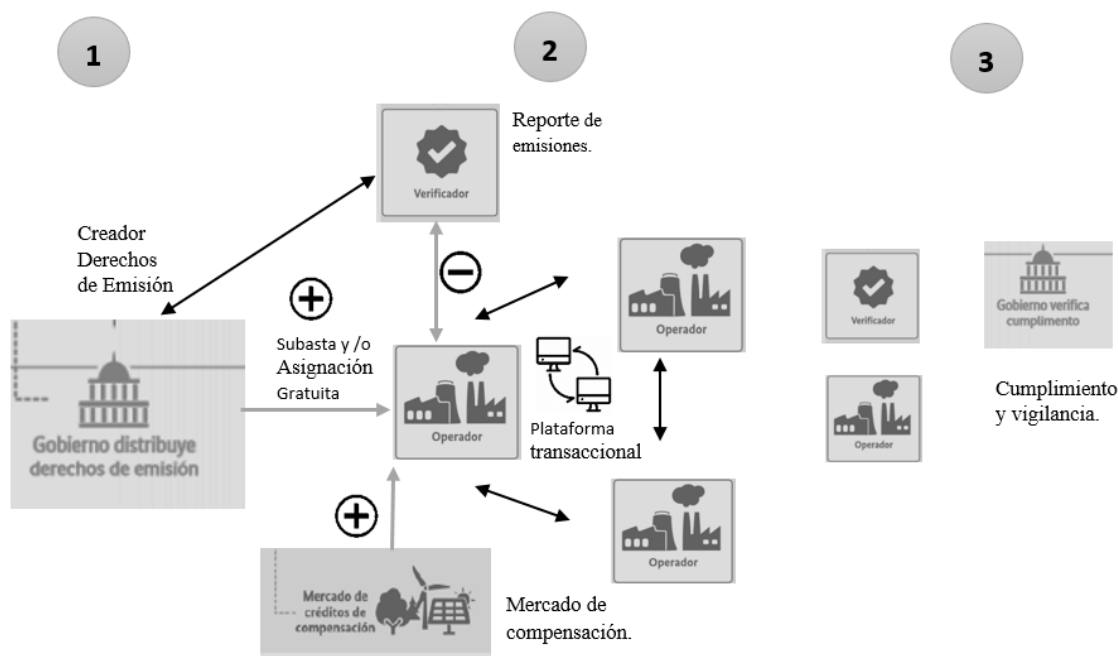 1
2
3
Verificador
Reporte de
emisiones.
Creador
Derechos
de Emisión
Subasta y /o
Asignación
Gratuita
Gobierno distribuye
derechos de emisión
Operador
Operador
Plataforma
transaccional
Operador
Mercado de
créditos de
compensación
Mercado de
compensación.
Verificador
Gobierno verifica
cumplimento
Operador
Cumplimiento
y vigilancia.